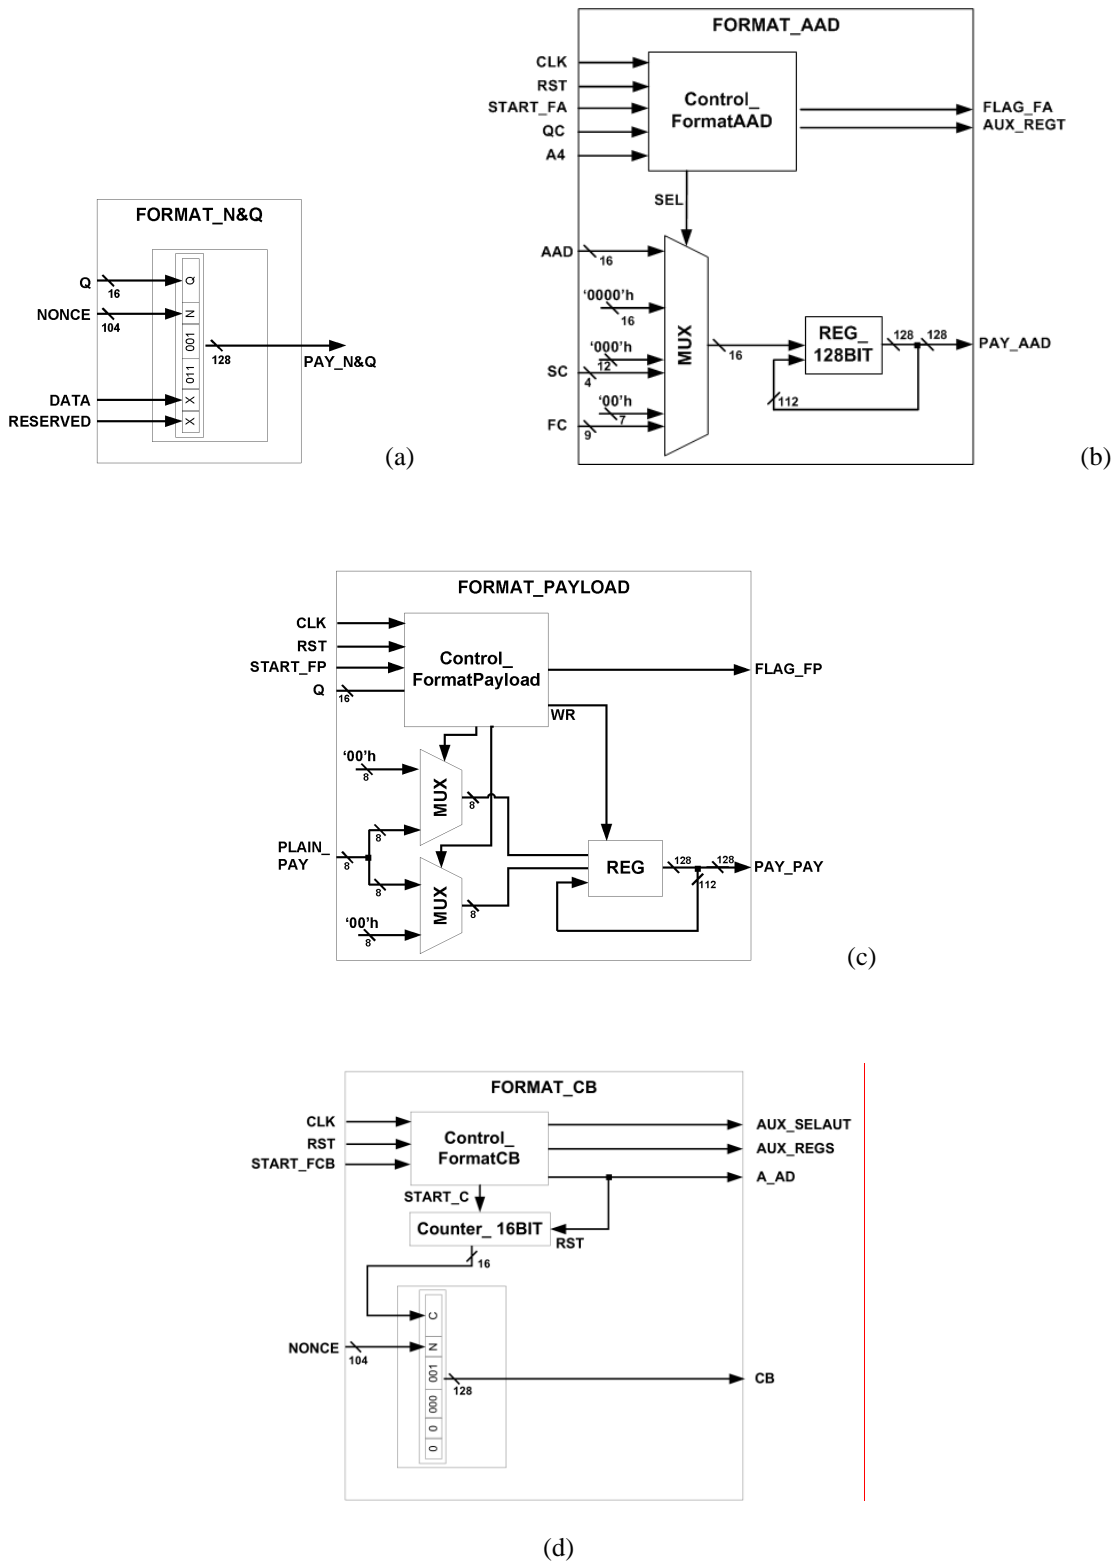 FORMAT_N&Q
Q
16
Q
NONCE
104
N
001
128
PAY_N&Q
011
DATA
X
RESERVED
X
(a)
FORMAT_AAD
CLK
RST
START_FA
QC
A4
Control_
FormatAAD
FLAG_FA
AUX_REGT
SEL
AAD
16
'0000'h
16
'000'h
12
SC
4
'00'h
7
FC
9
MUX
16
REG_
128BIT
128
128
PAY_AAD
112
(b)
FORMAT_PAYLOAD
CLK
RST
START_FP
Q
16
Control_
FormatPayload
FLAG_FP
WR
'00'h
8
MUX
8
8
PLAIN_
PAY
8
8
MUX
8
'00'h
8
REG
128
128
PAY_PAY
112
(c)
FORMAT_CB
CLK
RST
START_FCB
Control_
FormatCB
AUX_SELAUT
AUX_REGS
A_AD
START_C
Counter_ 16BIT
RST
16
C
NONCE
104
N
001
128
CB
000
0
0
(d)